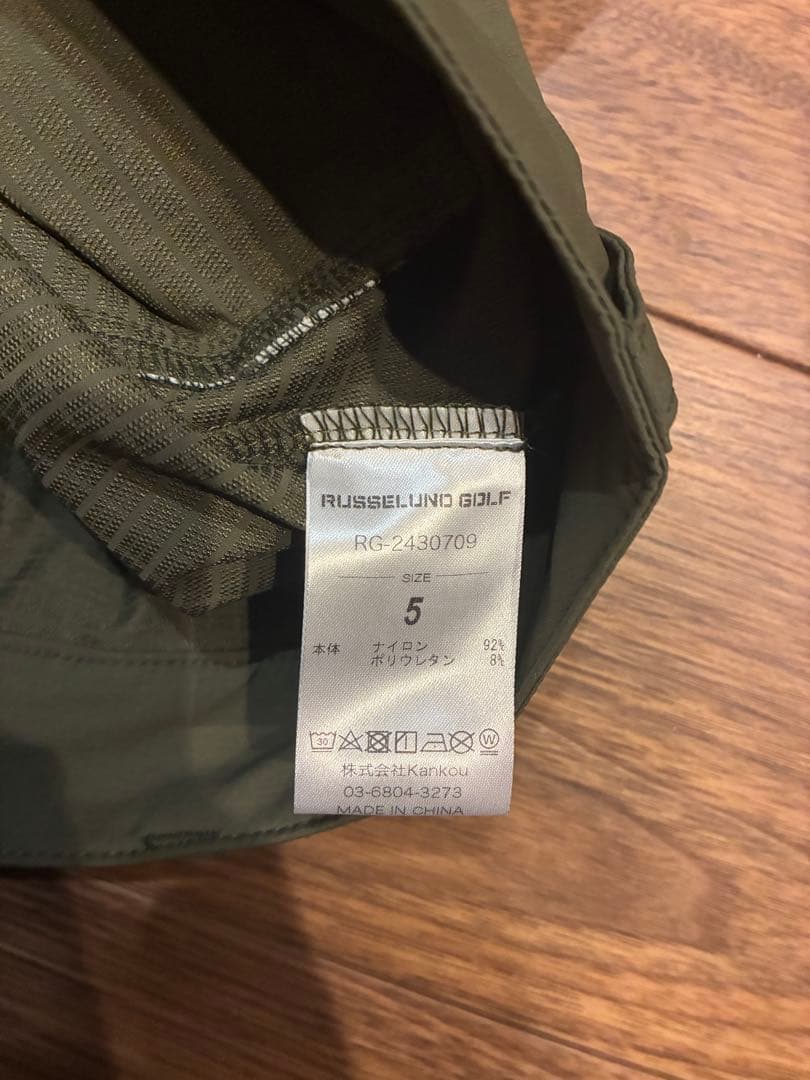 RUSSELUNO GOLF
RG-2430709
SIZE
5
本体 ナイロン 92%
ポリウレタン 8%
30 W
株式会社Kankou
03-6804-3273
MADE IN CHINA